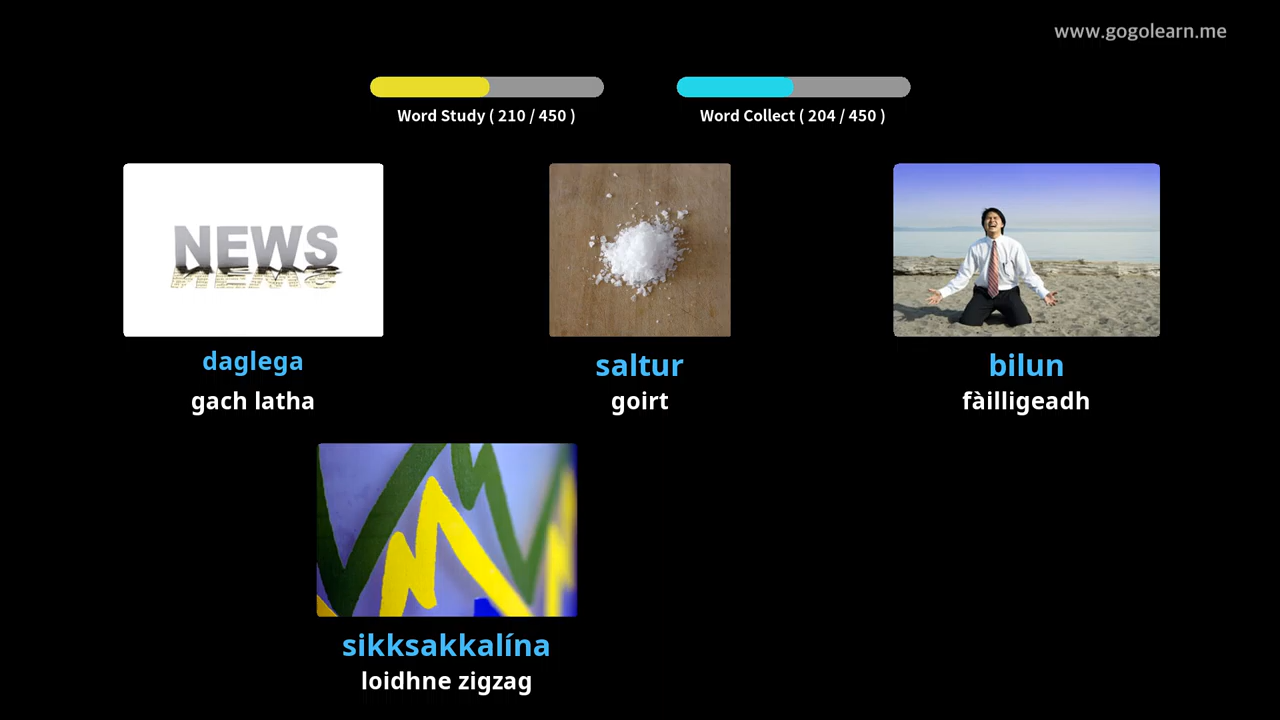 www.gogolearn.me
Word Study ( 210 / 450 )
Word Collect ( 204 / 450 )
NEWS
daglega
gach latha
saltur
goirt
bilun
fàilligeadh
sikksakkalína
loidhne zigzag